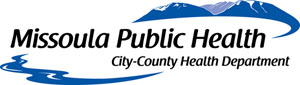 Missoula Public Health
City-County Health Department